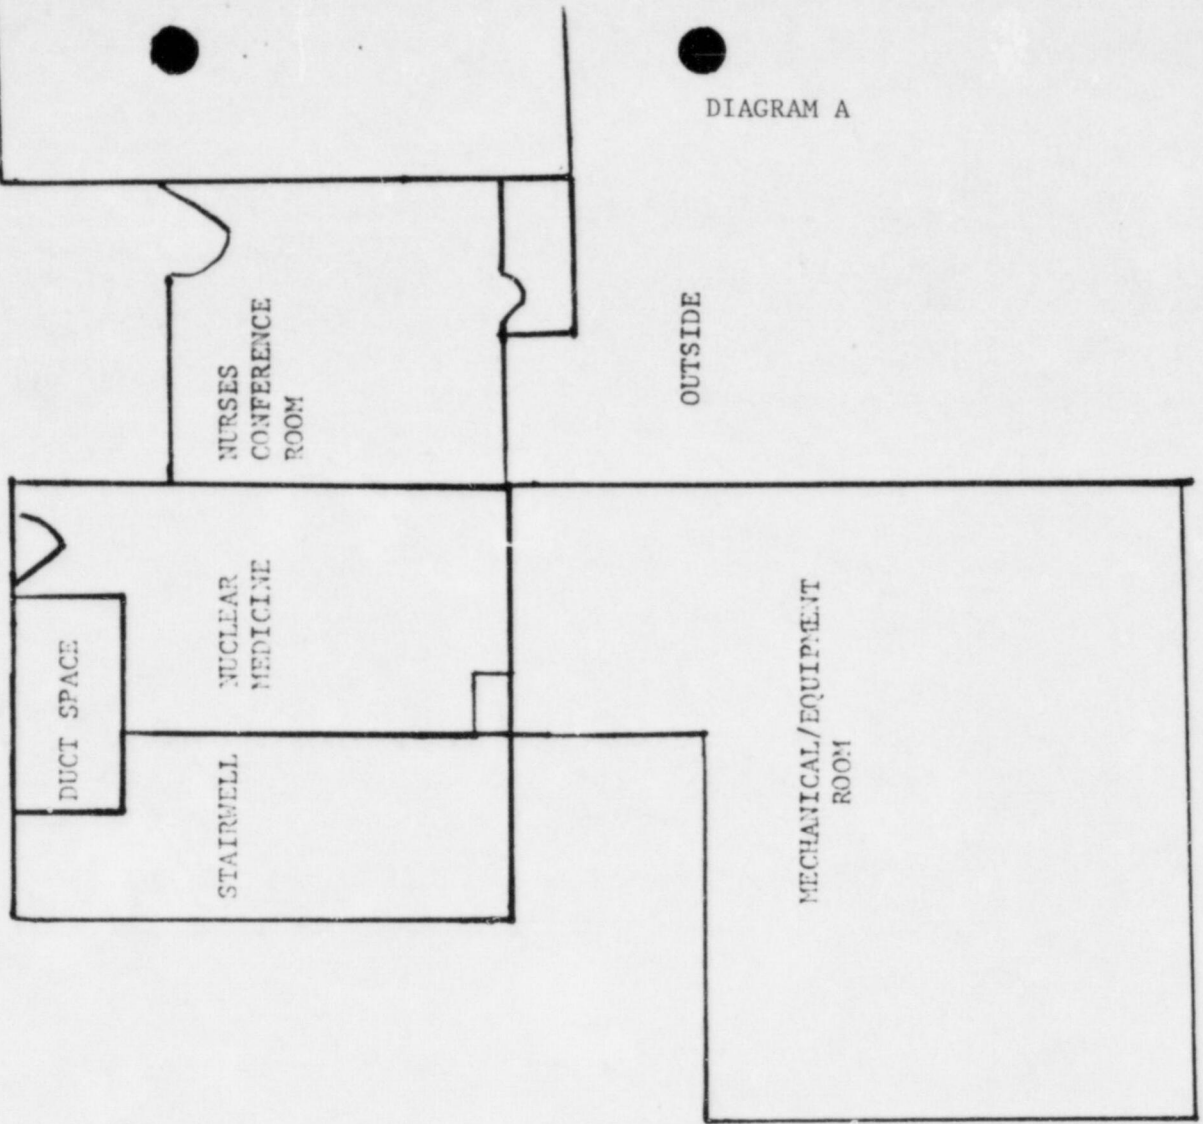 DIAGRAM A
NURSES
CONFERENCE
ROOM
OUTSIDE
DUCT SPACE
NUCLEAR
MEDICINE
STAIRWELL
MECHANICAL/EQUIPMENT
ROOM